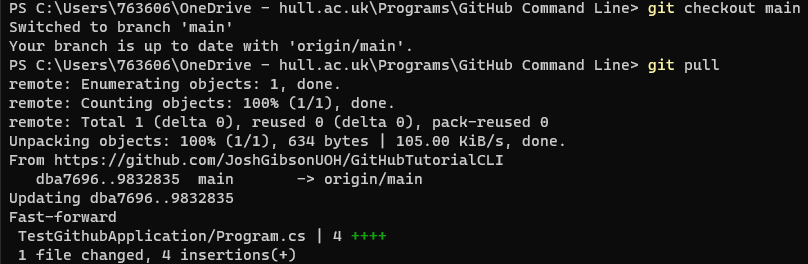 PS C:\Users\763606\OneDrive - hull.ac.uk\Programs\GitHub Command Line> git checkout main
Switched to branch 'main'
Your branch is up to date with 'origin/main'.
PS C:\Users\763606\OneDrive - hull.ac.uk\Programs\GitHub Command Line> git pull
remote: Enumerating objects: 1, done.
remote: Counting objects: 100% (1/1), done.
remote: Total 1 (delta 0), reused 0 (delta 0), pack-reused 0
Unpacking objects: 100% (1/1), 634 bytes | 105.00 KiB/s, done.
From https://github.com/JoshGibsonUOH/GitHubTutorialCLI
   dba7696..9832835  main       -> origin/main
Updating dba7696..9832835
Fast-forward
 TestGithubApplication/Program.cs | 4 ++++
 1 file changed, 4 insertions(+)